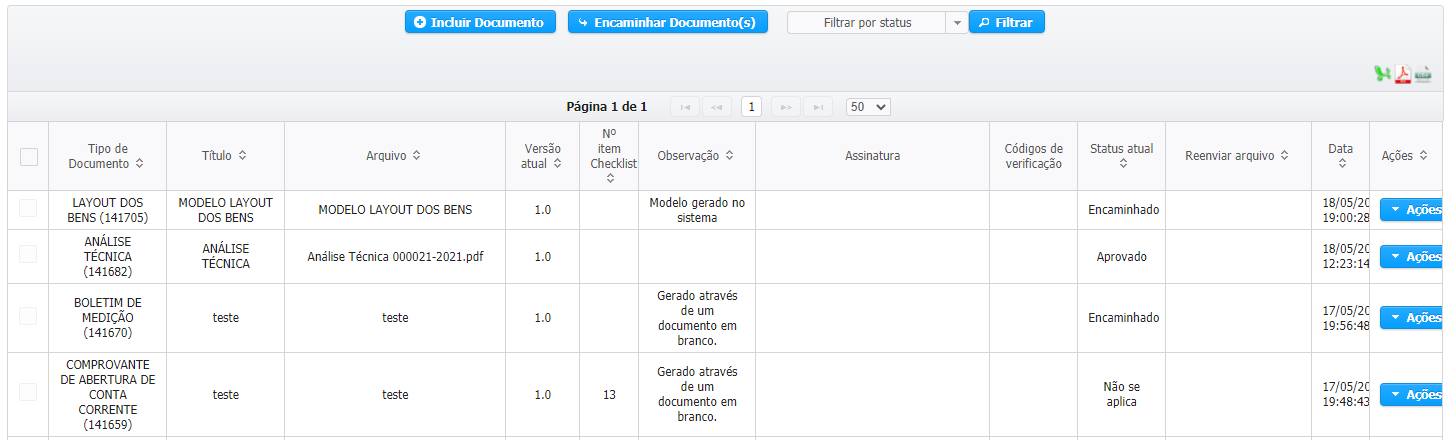 Incluir Documento Encaminhar Documento(s) Filtrar por status Filtrar
Página 1 de 1 1 50
Tipo de Documento Título Arquivo Versão atual Nº item Checklist Observação Assinatura Códigos de verificação Status atual Reenviar arquivo Data Ações
LAYOUT DOS BENS (141705) MODELO LAYOUT DOS BENS MODELO LAYOUT DOS BENS 1.0 Modelo gerado no sistema Encaminhado 18/05/20 19:00:28 Ações
ANÁLISE TÉCNICA (141682) ANÁLISE TÉCNICA Análise Técnica 000021-2021.pdf 1.0 Aprovado 18/05/20 12:23:14 Ações
BOLETIM DE MEDIÇÃO (141670) teste teste 1.0 Gerado através de um documento em branco. Encaminhado 17/05/20 19:56:48 Ações
COMPROVANTE DE ABERTURA DE CONTA CORRENTE (141659) teste teste 1.0 13 Gerado através de um documento em branco. Não se aplica 17/05/20 19:48:43 Ações